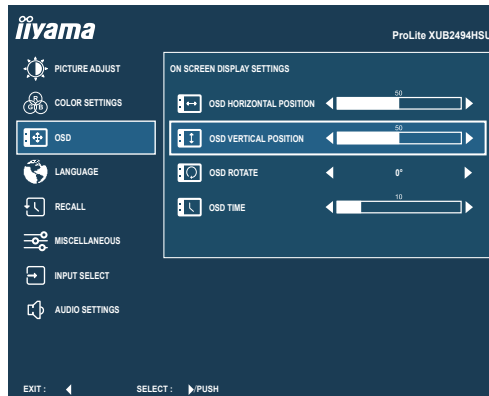 iiyama
ProLite XUB2494HSU
PICTURE ADJUST
COLOR SETTINGS
OSD
LANGUAGE
RECALL
MISCELLANEOUS
INPUT SELECT
AUDIO SETTINGS
ON SCREEN DISPLAY SETTINGS
OSD HORIZONTAL POSITION
50
OSD VERTICAL POSITION
50
OSD ROTATE
0°
OSD TIME
10
EXIT :
SELECT : /PUSH
R
G B